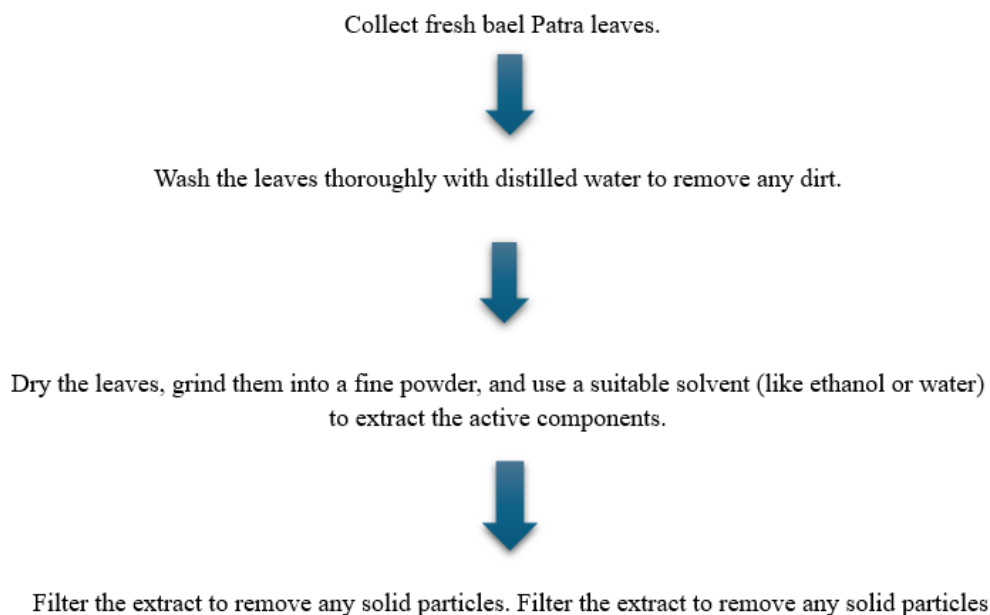 Collect fresh bael Patra leaves.
Wash the leaves thoroughly with distilled water to remove any dirt.
Dry the leaves, grind them into a fine powder, and use a suitable solvent (like ethanol or water)
to extract the active components.
Filter the extract to remove any solid particles. Filter the extract to remove any solid particles